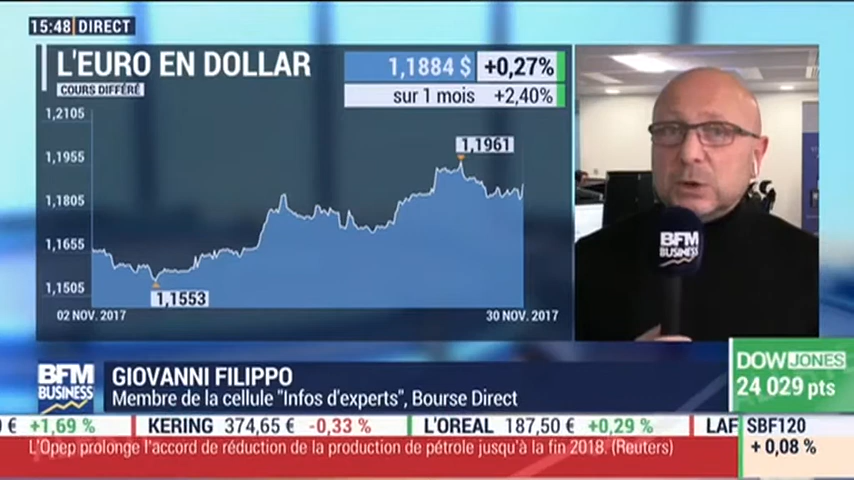 15:48 DIRECT
L'EURO EN DOLLAR
COURS DIFFÉRÉ
1,1884 $ +0,27%
sur 1 mois +2,40%
1,2105
1,1955
1,1805
1,1655
1,1505
1,1961
1,1553
02 NOV. 2017
30 NOV. 2017
BFM
BUSINESS
BFM
BUSINESS
GIOVANNI FILIPPO
Membre de la cellule "Infos d'experts", Bourse Direct
DOW JONES
24 029 pts
€ +1,69 % KERING 374,65 € -0,33 % L'OREAL 187,50 € +0,29 % LAF
SBF120
+ 0,08 %
L'Opep prolonge l'accord de réduction de la production de pétrole jusqu'à la fin 2018. (Reuters)